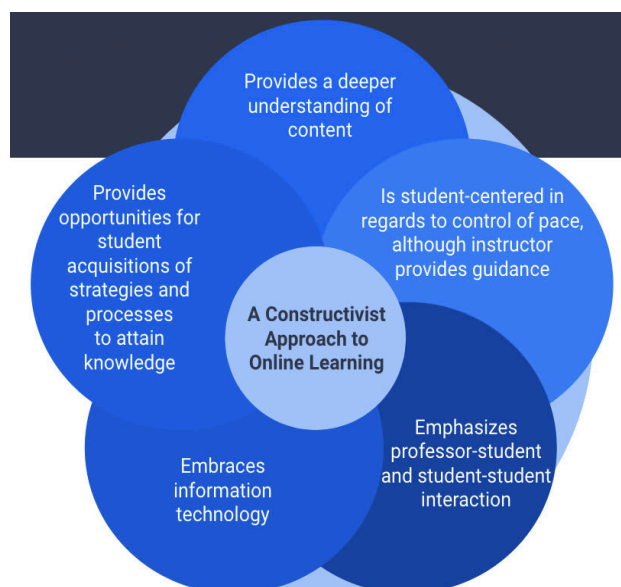 Provides a deeper
understanding of
content
Is student-centered in
regards to control of pace,
although instructor
provides guidance
Emphasizes
professor-student
and student-student
interaction
Embraces
information
technology
Provides
opportunities for
student
acquisitions of
strategies and
processes
to attain
knowledge
A Constructivist
Approach to
Online Learning